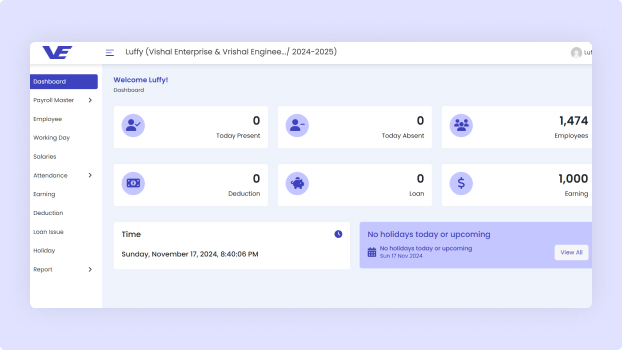 VE
Luffy (Vishal Enterprise & Vrishal Enginee.../ 2024-2025)
Luf
Dashboard
Payroll Master
Employee
Working Day
Salaries
Attendance
Earning
Deduction
Loan Issue
Holiday
Report
Welcome Luffy!
Dashboard
0
Today Present
0
Today Absent
1,474
Employees
0
Deduction
0
Loan
1,000
Earning
Time
Sunday, November 17, 2024, 8:40:06 PM
No holidays today or upcoming
No holidays today or upcoming
Sun 17 Nov 2024
View All